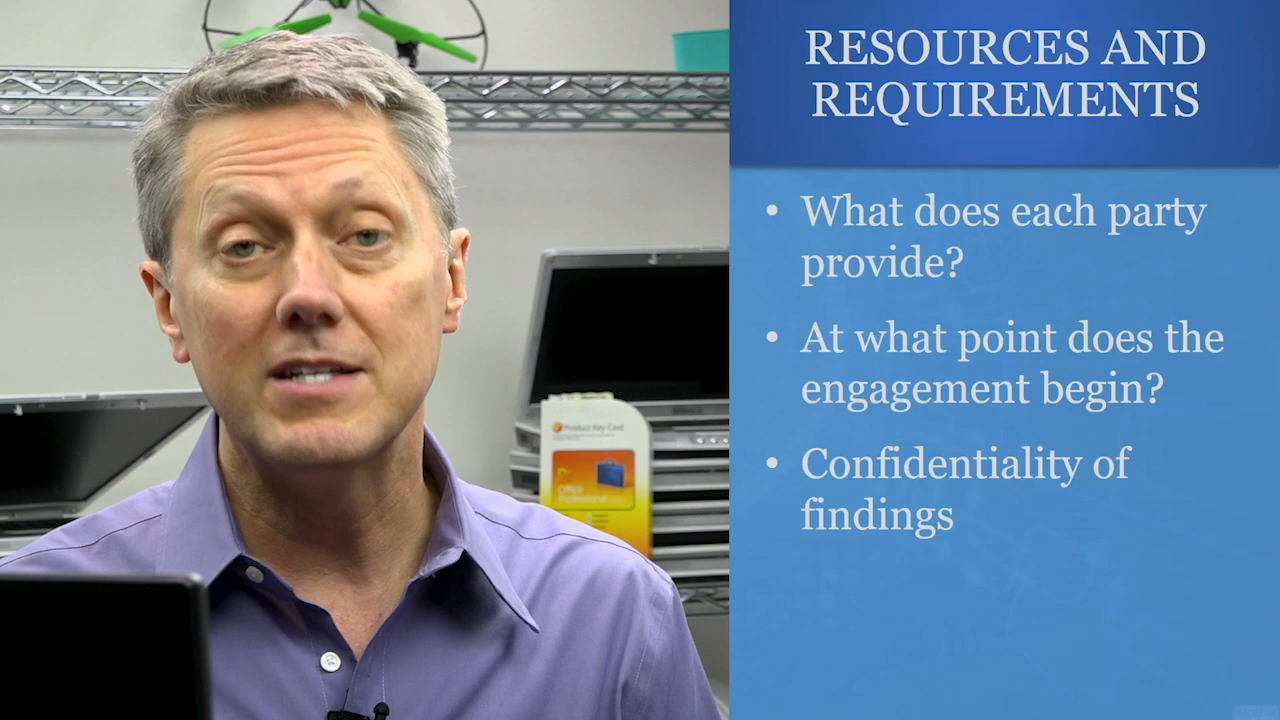 RESOURCES AND
REQUIREMENTS
• What does each party
provide?
• At what point does the
engagement begin?
• Confidentiality of
findings
Product Key Card
Office
Professional